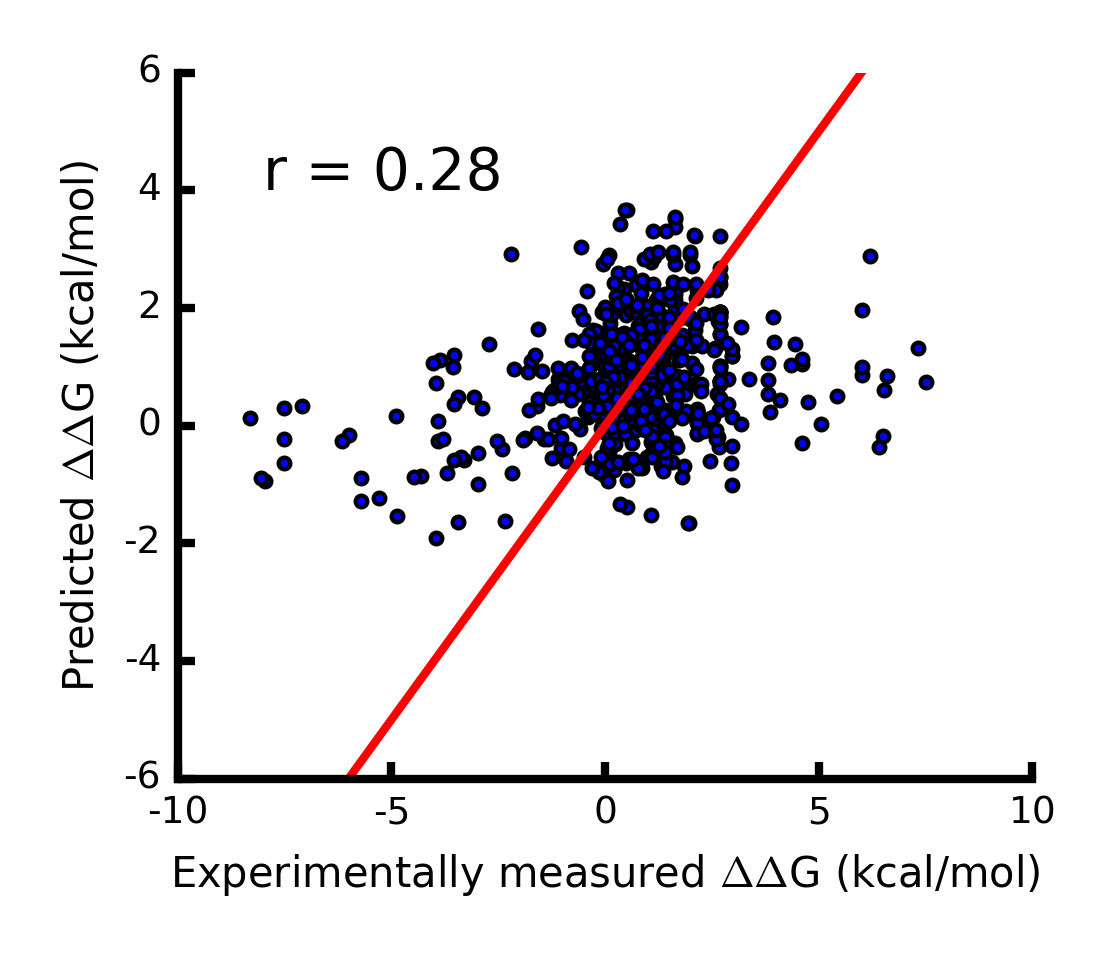 6
r = 0.28
4
2
0
-2
-4
-6
Predicted ΔΔG (kcal/mol)
-10 -5 0 5 10
Experimentally measured ΔΔG (kcal/mol)